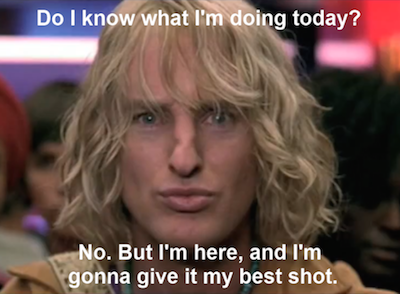 Do I know what I'm doing today?
No. But I'm here, and I'm
gonna give it my best shot.